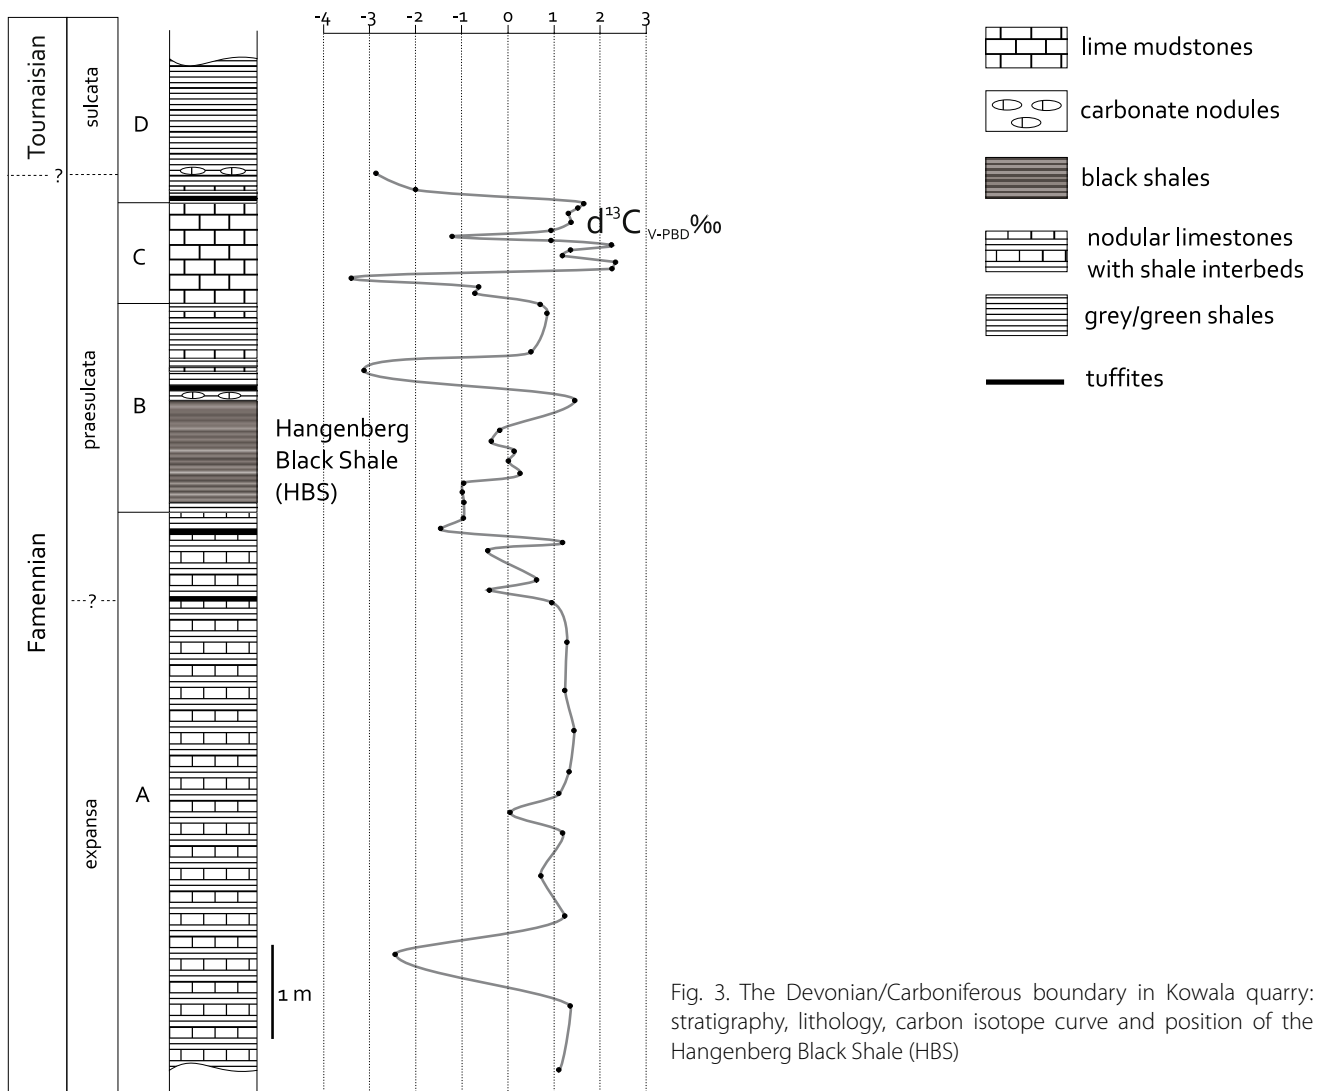 -4 -3 -2 -1 0 1 2 3
Tournaisian
sulcata
D
?
d¹³C V-PBD‰
C
praesulcata
B
Hangenberg
Black Shale
(HBS)
Famennian
?
expansa
A
1 m
lime mudstones
carbonate nodules
black shales
nodular limestones
with shale interbeds
grey/green shales
tuffites
Fig. 3. The Devonian/Carboniferous boundary in Kowala quarry:
stratigraphy, lithology, carbon isotope curve and position of the
Hangenberg Black Shale (HBS)